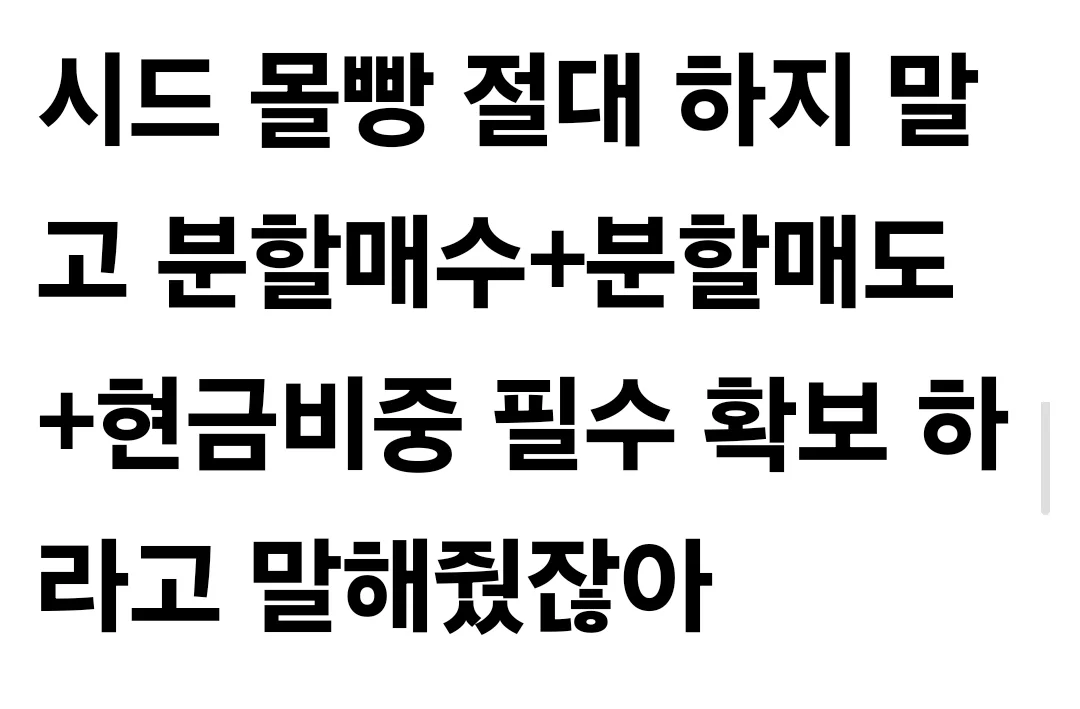 시드 몰빵 절대 하지 말
고 분할매수+분할매도
+현금비중 필수 확보 하
라고 말해줬잖아